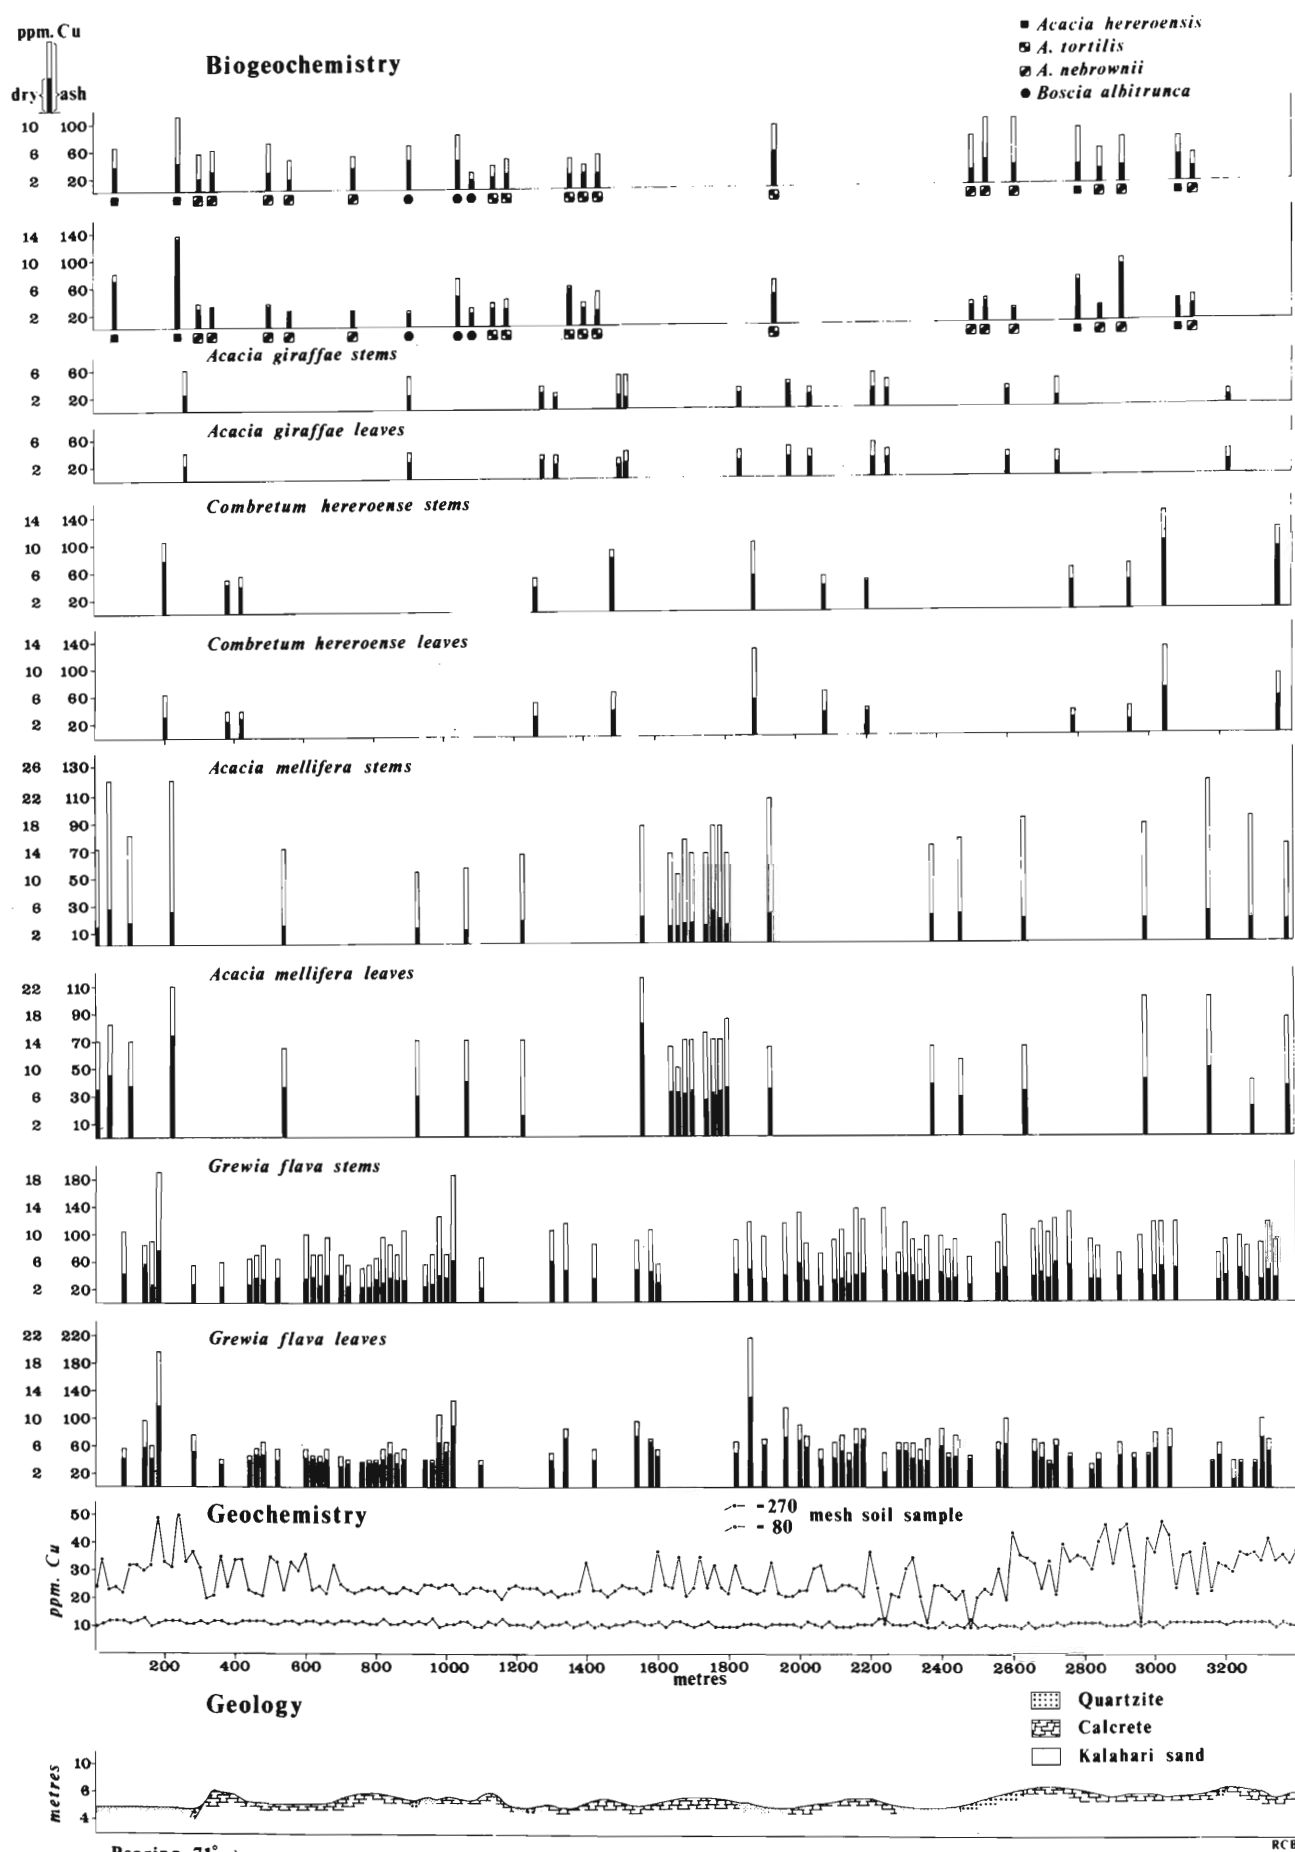 ppm. Cu
dry ash
Biogeochemistry
Acacia hereroensis
A. tortilis
A. nebrownii
Boscia albitrunca
10 100
6 60
2 20
14 140
10 100
6 60
2 20
Acacia giraffae stems
6 60
2 20
Acacia giraffae leaves
6 60
2 20
Combretum hereroense stems
14 140
10 100
6 60
2 20
Combretum hereroense leaves
14 140
10 100
6 60
2 20
Acacia mellifera stems
26 130
22 110
18 90
14 70
10 50
6 30
2 10
Acacia mellifera leaves
22 110
18 90
14 70
10 50
6 30
2 10
Grewia flava stems
18 180
14 140
10 100
6 60
2 20
Grewia flava leaves
22 220
18 180
14 140
10 100
6 60
2 20
Geochemistry
-270
-80
mesh soil sample
ppm. Cu
50
40
30
20
10
200 400 600 800 1000 1200 1400 1600 1800 2000 2200 2400 2600 2800 3000 3200
metres
Geology
Quartzite
Calcrete
Kalahari sand
metres
10
6
4
RCB